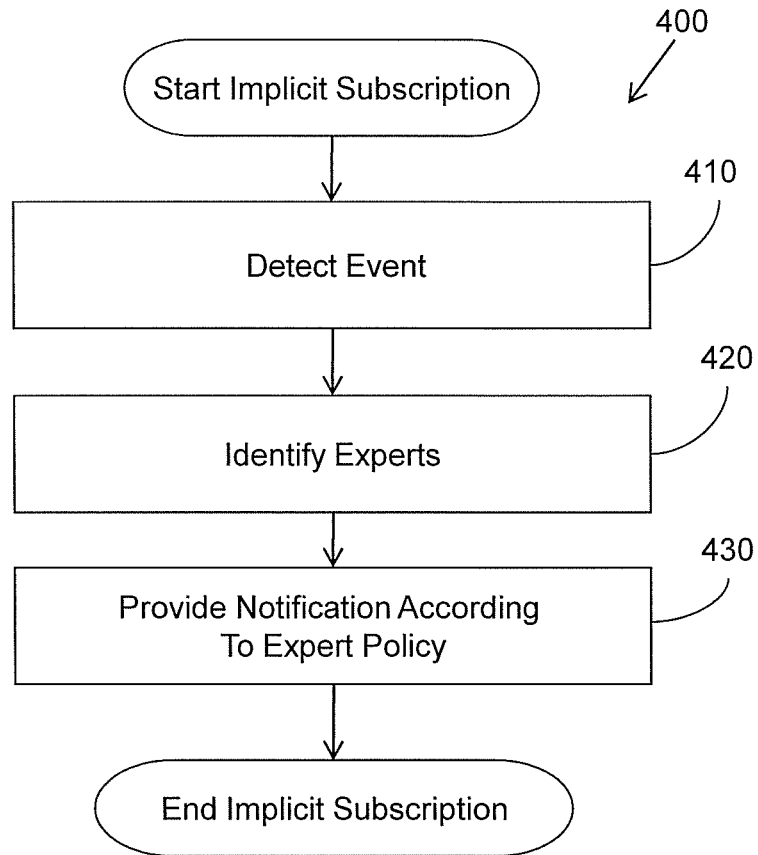 400
Start Implicit Subscription
410
Detect Event
420
Identify Experts
430
Provide Notification According
To Expert Policy
End Implicit Subscription